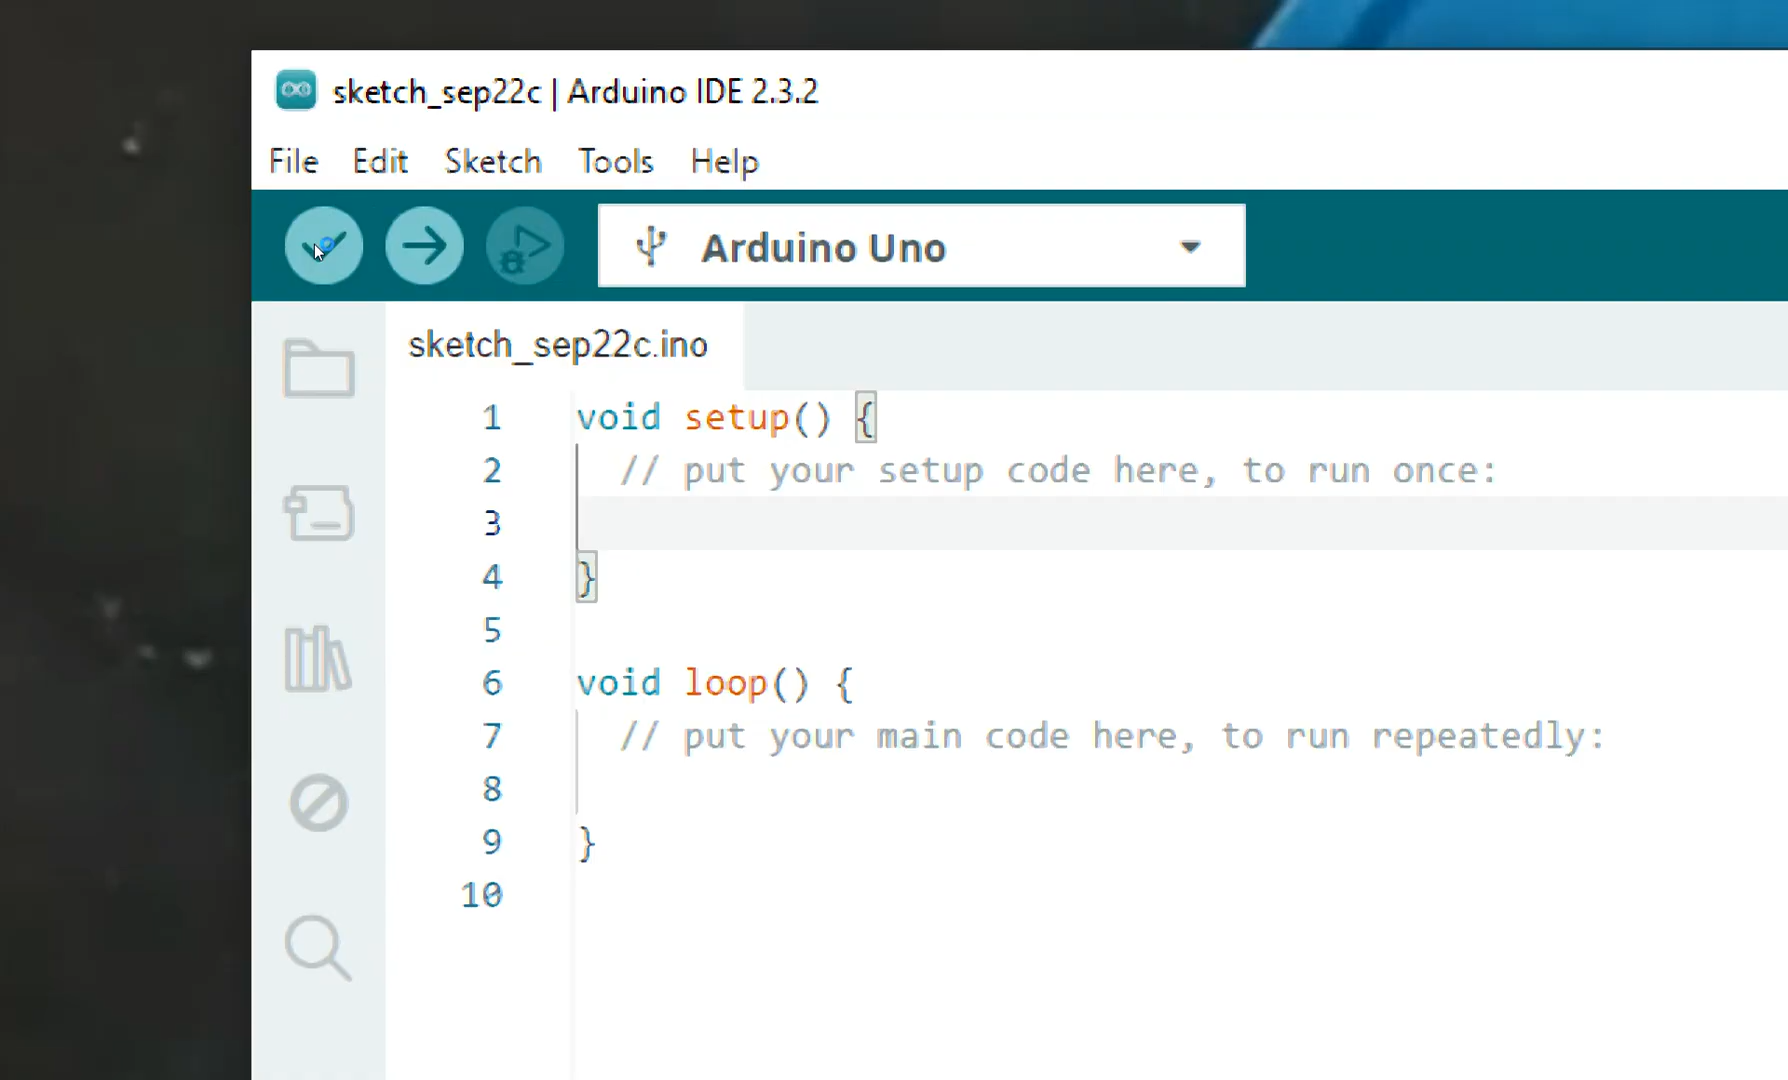 sketch_sep22c | Arduino IDE 2.3.2
File Edit Sketch Tools Help
Arduino Uno
sketch_sep22c.ino
1 void setup() {
2 // put your setup code here, to run once:
3
4 }
5
6 void loop() {
7 // put your main code here, to run repeatedly:
8
9 }
10